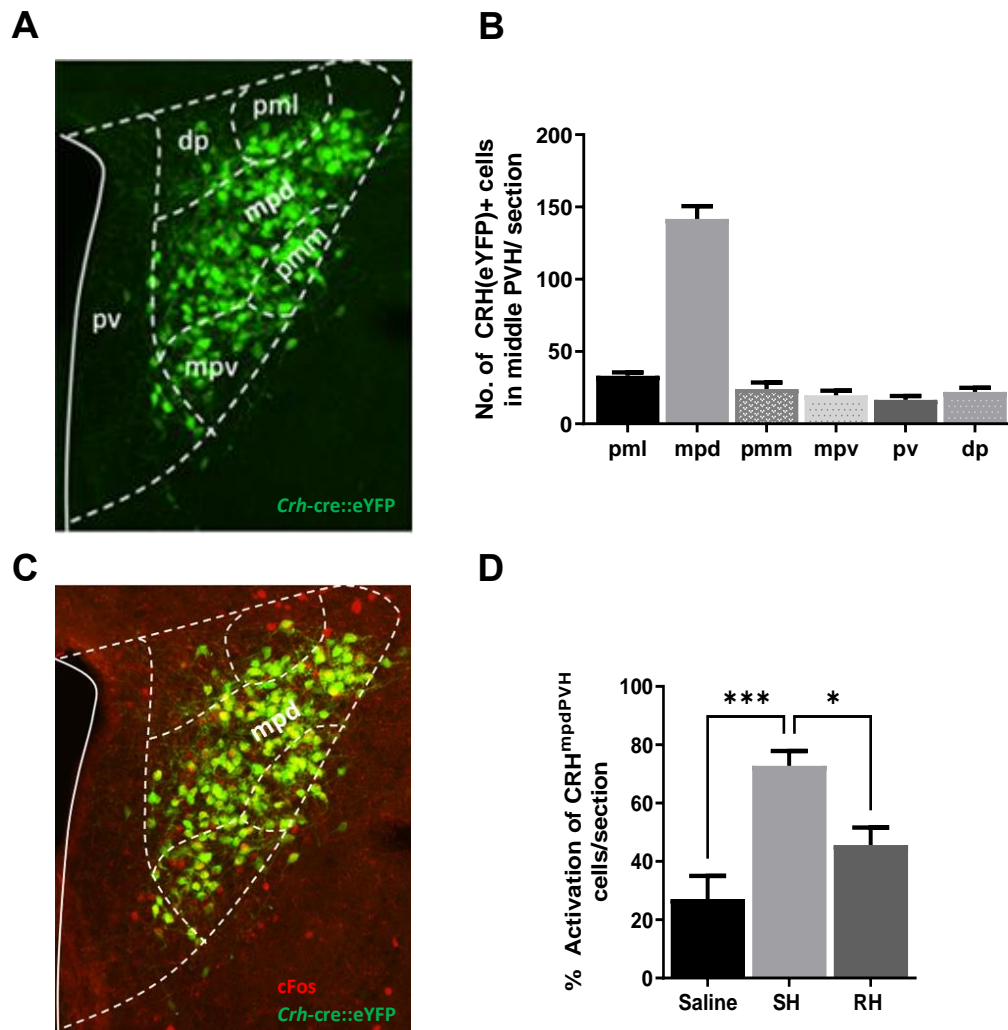 A
pml
dp
mpd
pmm
pv
mpv
Crh-cre::eYFP
B
No. of CRH(eYFP)+ cells
in middle PVH/ section
200
150
100
50
0
pml mpd pmm mpv pv dp
C
mpd
cFos
Crh-cre::eYFP
D
% Activation of CRH^mpdPVH
cells/section
100
80
60
40
20
0
*** *
Saline SH RH